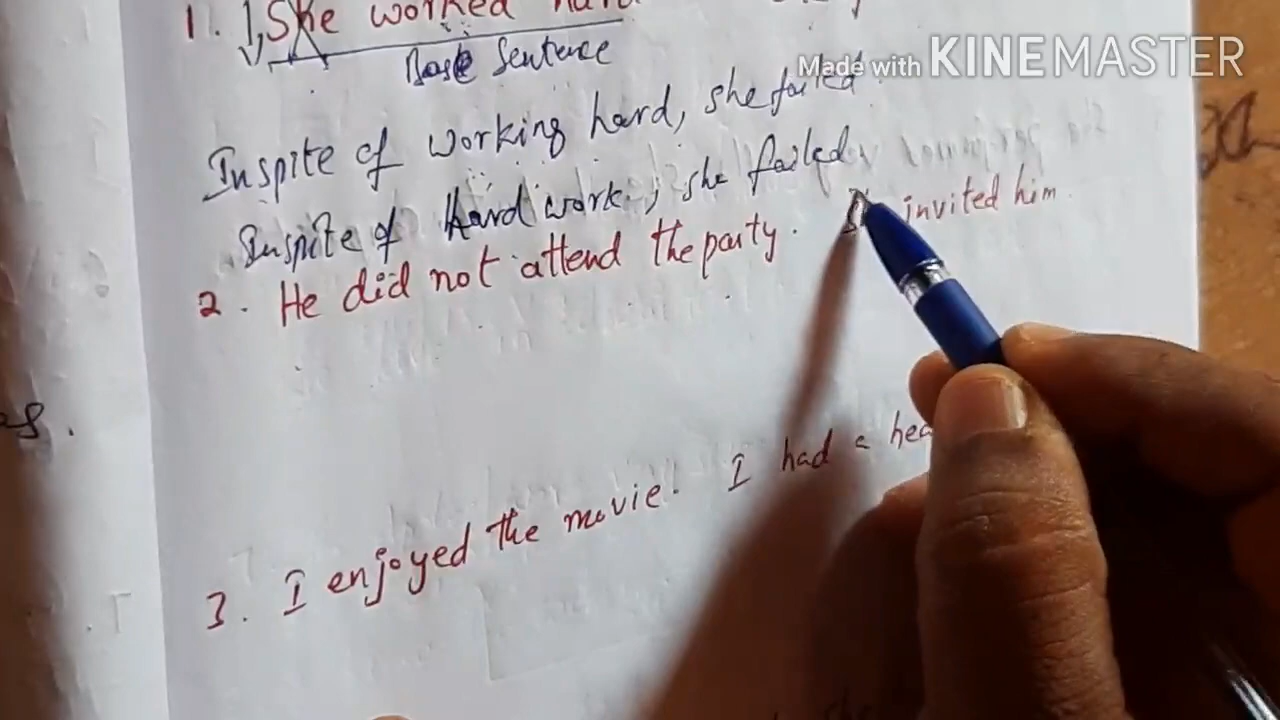 1. She worked hard
Base Sentence
Made with KINEMASTER
Inspite of working hard, she failed.
Inspite of Hard work, she failed
2. He did not attend the party. invited him.
3. I enjoyed the movie. I had a